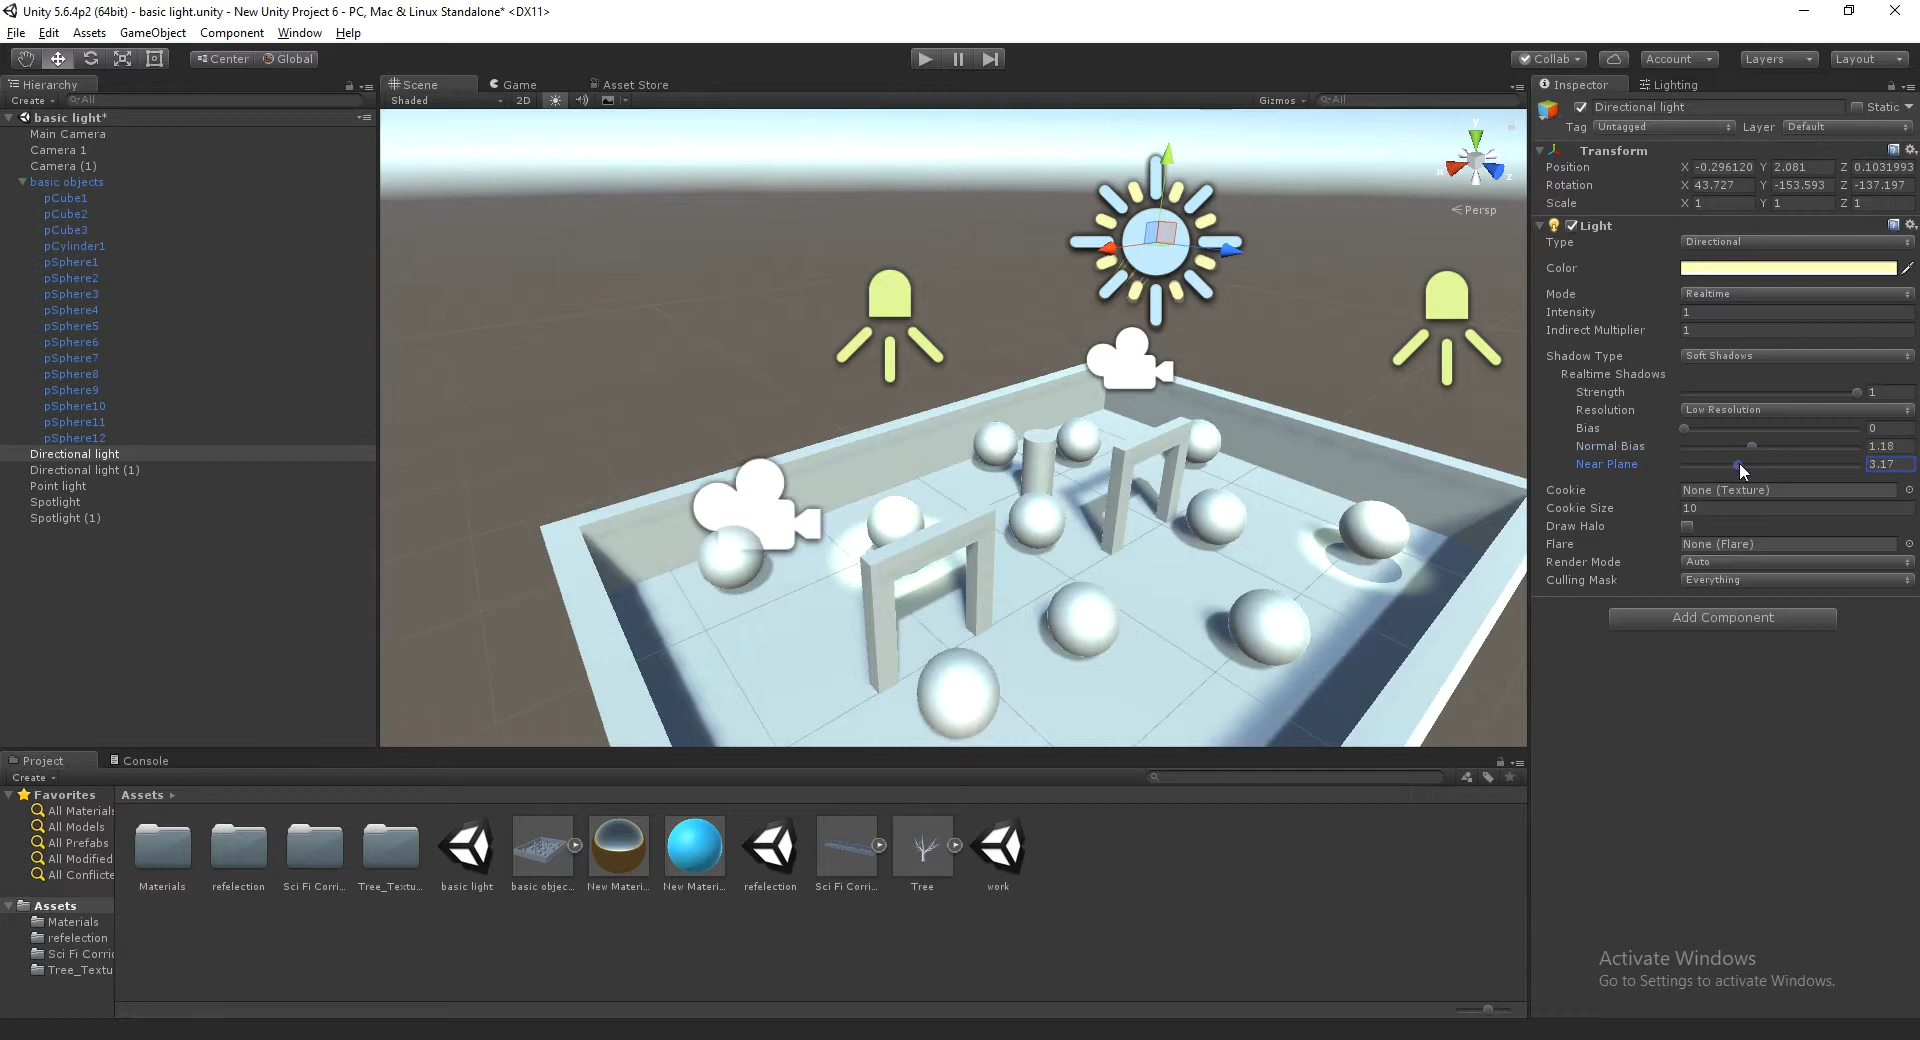 Unity 5.6.4p2 (64bit) - basic light.unity - New Unity Project 6 - PC, Mac & Linux Standalone* <DX11>
File Edit Assets GameObject Component Window Help
Center Global Collab Account Layers Layout
Hierarchy
Create All
basic light*
Main Camera
Camera 1
Camera (1)
basic objects
pCube1
pCube2
pCube3
pCylinder1
pSphere1
pSphere2
pSphere3
pSphere4
pSphere5
pSphere6
pSphere7
pSphere8
pSphere9
pSphere10
pSphere11
pSphere12
Directional light
Directional light (1)
Point light
Spotlight
Spotlight (1)
Scene Game Asset Store
Shaded 2D Gizmos All
y
x z
Persp
Inspector Lighting
Directional light Static
Tag Untagged Layer Default
Transform
Position X -0.296120 Y 2.081 Z 0.1031993
Rotation X 43.727 Y -153.593 Z -137.197
Scale X 1 Y 1 Z 1
Light
Type Directional
Color
Mode Realtime
Intensity 1
Indirect Multiplier 1
Shadow Type Soft Shadows
Realtime Shadows
Strength 1
Resolution Low Resolution
Bias 0
Normal Bias 1.18
Near Plane 3.17
Cookie None (Texture)
Cookie Size 10
Draw Halo
Flare None (Flare)
Render Mode Auto
Culling Mask Everything
Add Component
Project Console
Create
Favorites
All Materials
All Models
All Prefabs
All Modified
All Conflicte
Assets
Materials
refelection
Sci Fi Corri
Tree_Textu
Assets
Materials refelection Sci Fi Corri... Tree_Textu... basic light basic objec... New Materi... New Materi... refelection Sci Fi Corri... Tree work
Activate Windows
Go to Settings to activate Windows.